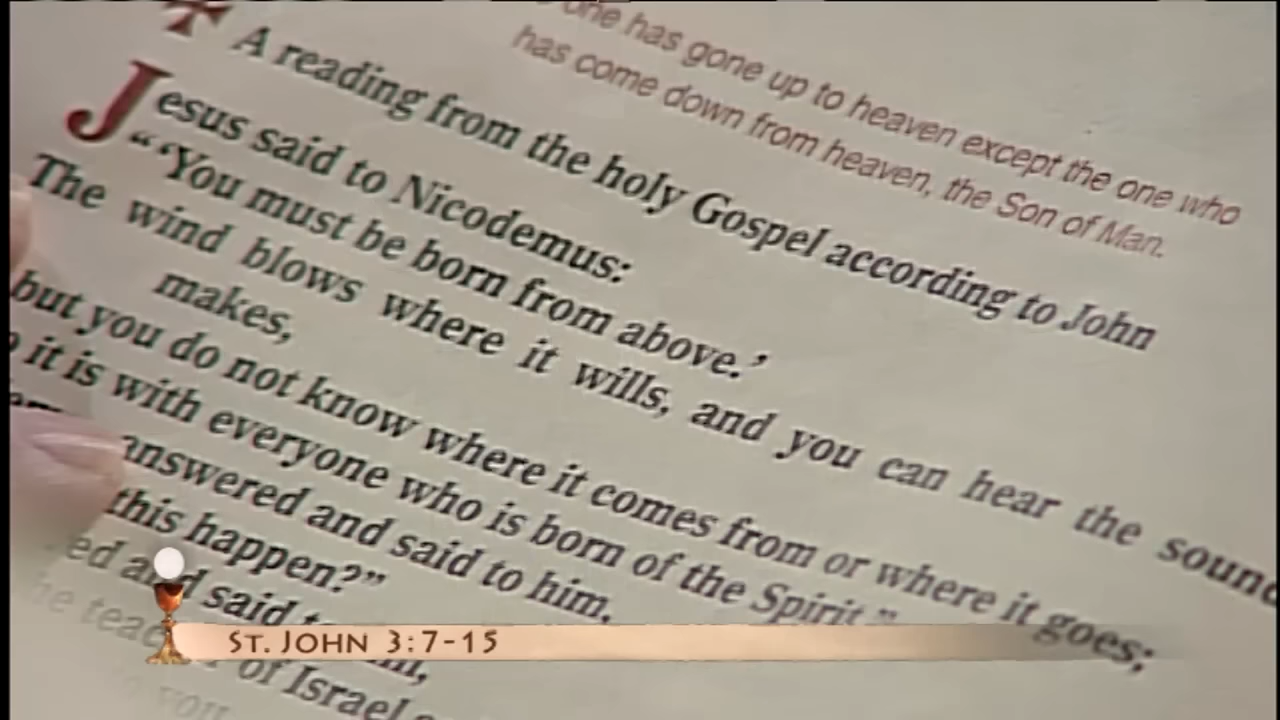 one has gone up to heaven except the one who
has come down from heaven, the Son of Man.
A reading from the holy Gospel according to John
Jesus said to Nicodemus:
“‘You must be born from above.’
The wind blows where it wills, and you can hear the sound
makes,
but you do not know where it comes from or where it goes;
it is with everyone who is born of the Spirit.”
answered and said to him,
this happen?”
and said
of Israel
you
ST. JOHN 3:7-15